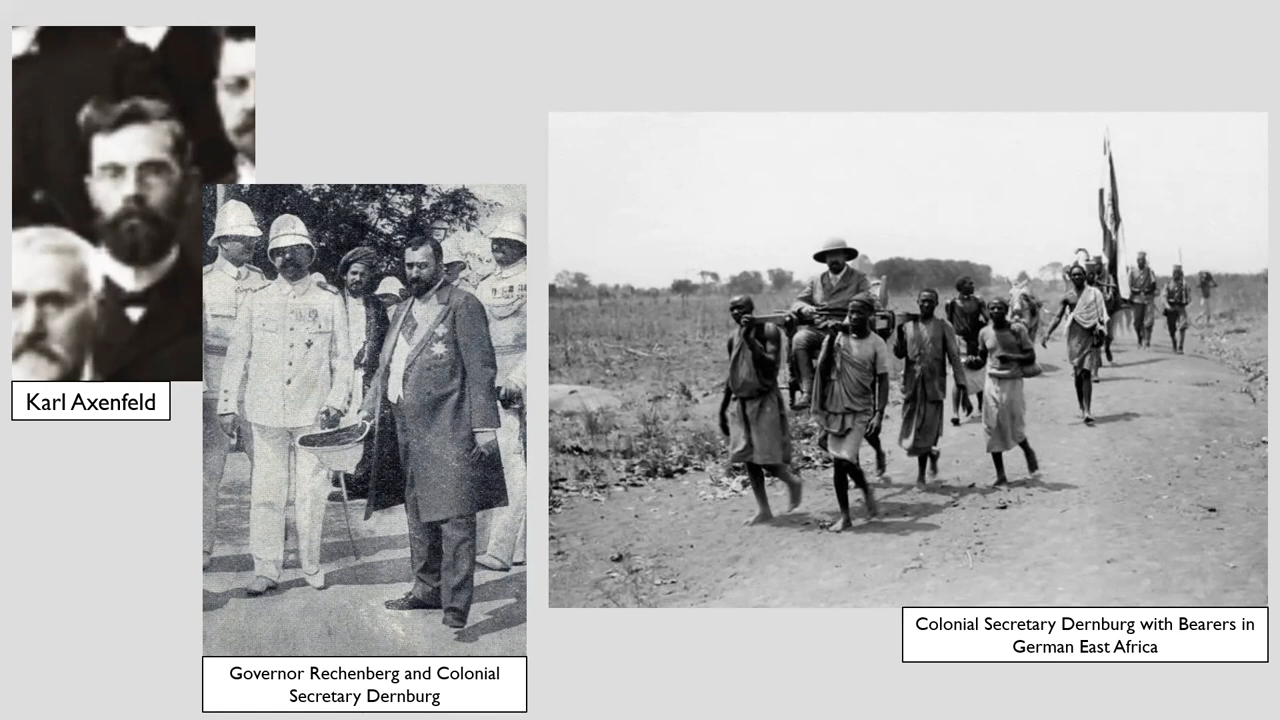 Karl Axenfeld
Governor Rechenberg and Colonial
Secretary Dernburg
Colonial Secretary Dernburg with Bearers in
German East Africa